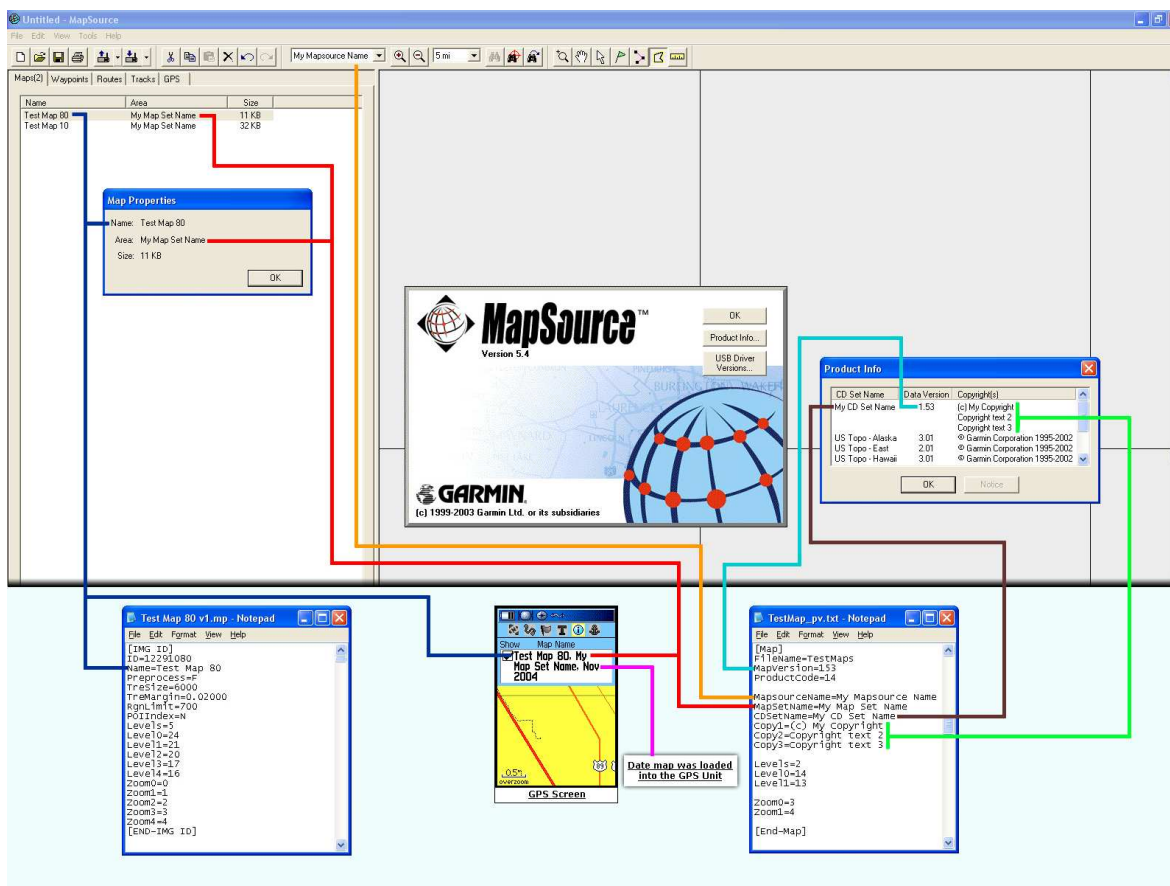 Untitled - MapSource
File Edit View Tools Help
My Mapsource Name
5 mi
Maps(2) Waypoints Routes Tracks GPS
Name Area Size
Test Map 80 My Map Set Name 11 KB
Test Map 10 My Map Set Name 32 KB
Map Properties
Name: Test Map 80
Area: My Map Set Name
Size: 11 KB
OK
MapSource™
Version 5.4
OK
Product Info...
USB Driver
Versions...
GARMIN
(c) 1999-2003 Garmin Ltd. or its subsidiaries
Product Info
CD Set Name Data Version Copyright(s)
My CD Set Name 1.53 (c) My Copyright
Copyright text 2
Copyright text 3
US Topo - Alaska 3.01 © Garmin Corporation 1995-2002
US Topo - East 2.01 © Garmin Corporation 1995-2002
US Topo - Hawaii 3.01 © Garmin Corporation 1995-2002
OK Notice
Test Map 80 v1.mp - Notepad
File Edit Format View Help
[IMG ID]
ID=12291080
Name=Test Map 80
Preprocess=F
TreSize=6000
TreMargin=0.02000
RgnLimit=700
POIIndex=N
Levels=5
Level0=24
Level1=21
Level2=20
Level3=17
Level4=16
Zoom0=0
Zoom1=1
Zoom2=2
Zoom3=3
Zoom4=4
[END-IMG ID]
Show Map Name
Test Map 80, My
Map Set Name, Nov
2004
overzoom
GPS Screen
Date map was loaded
into the GPS Unit
TestMap_pv.txt - Notepad
File Edit Format View Help
[Map]
FileName=TestMaps
MapVersion=153
ProductCode=14
MapsourceName=My Mapsource Name
MapSetName=My Map Set Name
CDSetName=My CD Set Name
Copy1=(c) My Copyright
Copy2=Copyright text 2
Copy3=Copyright text 3
Levels=2
Level0=14
Level1=13
Zoom0=3
Zoom1=4
[End-Map]